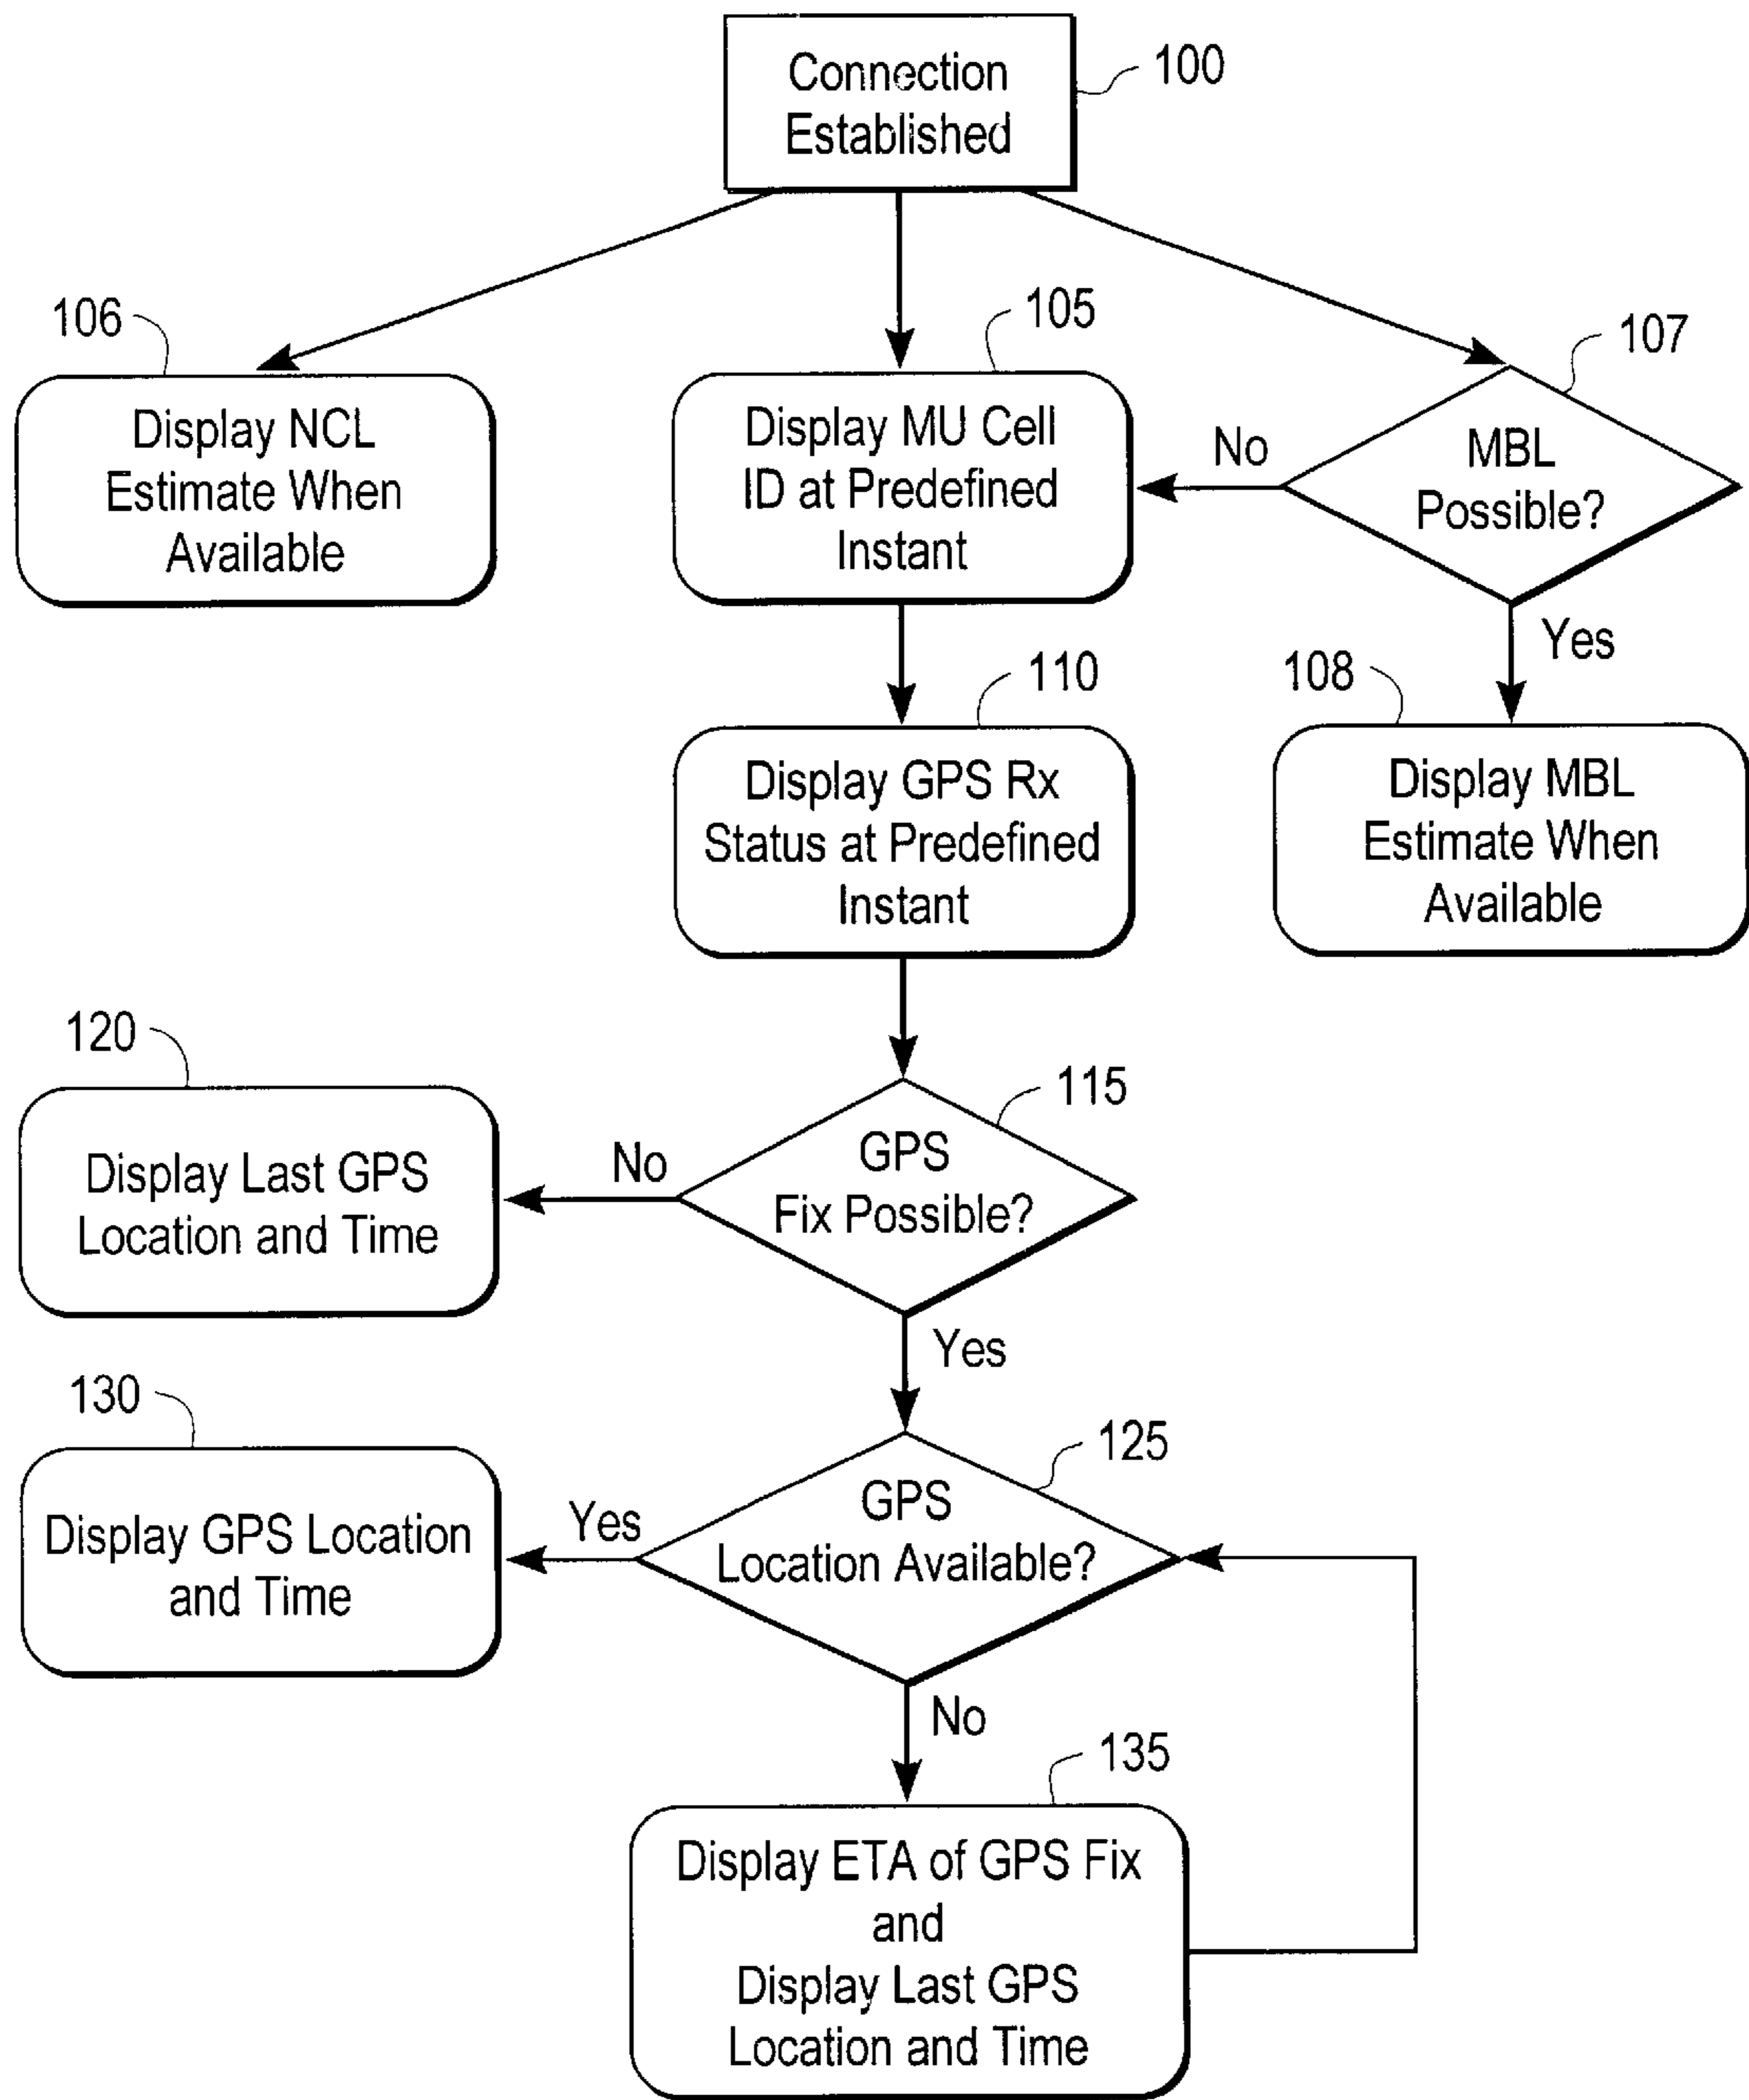 Connection
Established
100
106
105
107
Display NCL
Estimate When
Available
Display MU Cell
ID at Predefined
Instant
No
MBL
Possible?
Yes
110
108
Display GPS Rx
Status at Predefined
Instant
Display MBL
Estimate When
Available
120
115
Display Last GPS
Location and Time
No
GPS
Fix Possible?
Yes
130
125
Display GPS Location
and Time
Yes
GPS
Location Available?
No
135
Display ETA of GPS Fix
and
Display Last GPS
Location and Time